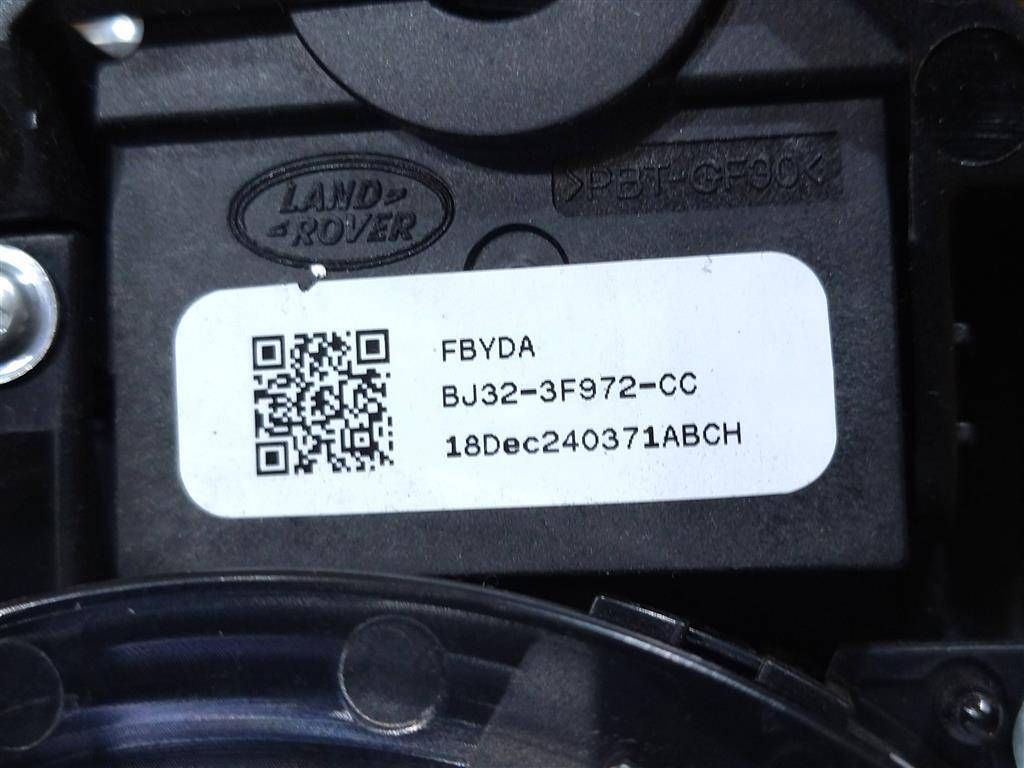 LAND
ROVER
>PBT-GF30<
FBYDA
BJ32-3F972-CC
18Dec240371ABCH